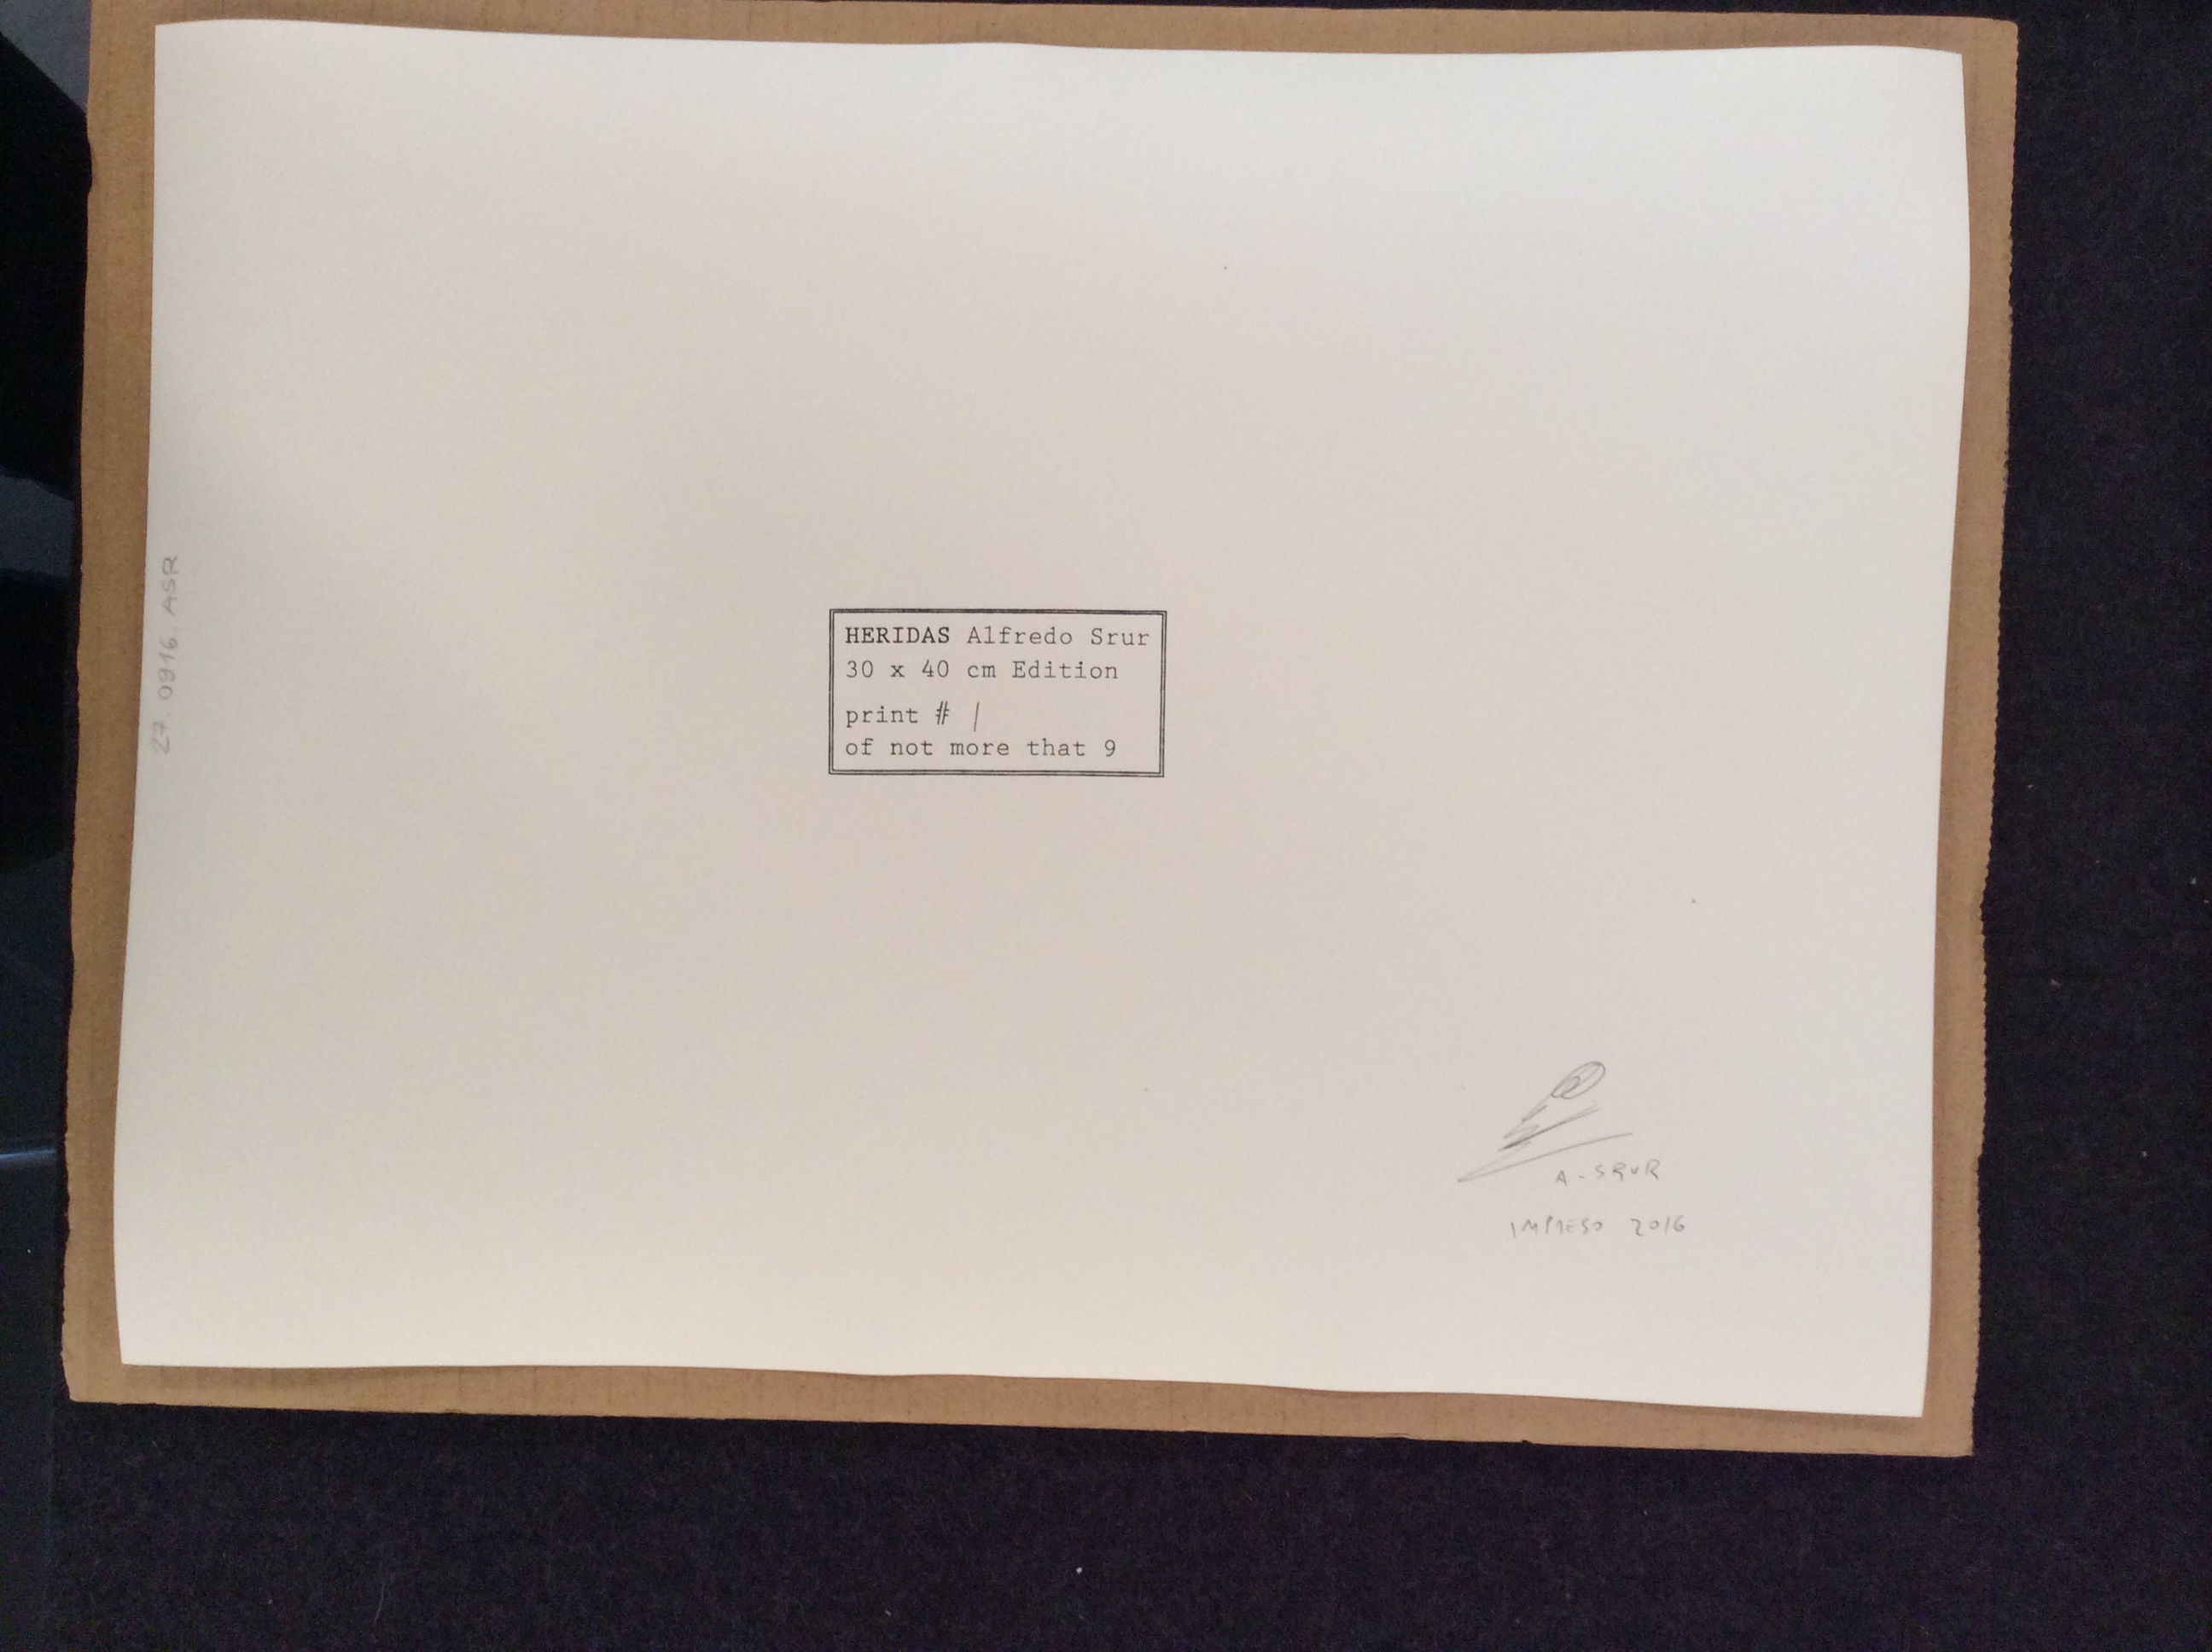 27.0916.ASR
HERIDAS Alfredo Srur
30 x 40 cm Edition
print # 1
of not more that 9
A-SRUR
IMPRESO 2016